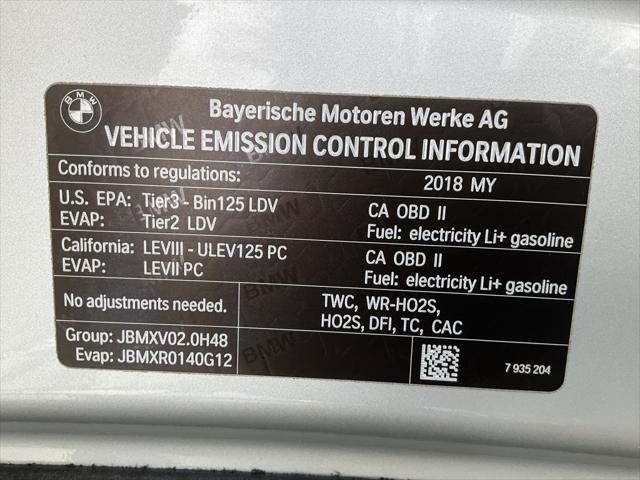 BMW
Bayerische Motoren Werke AG
VEHICLE EMISSION CONTROL INFORMATION
Conforms to regulations: 2018 MY
U.S. EPA: Tier3 - Bin125 LDV CA OBD II
EVAP: Tier2 LDV Fuel: electricity Li+ gasoline
California: LEVIII - ULEV125 PC CA OBD II
EVAP: LEVII PC Fuel: electricity Li+ gasoline
No adjustments needed. TWC, WR-HO2S,
HO2S, DFI, TC, CAC
Group: JBMXV02.0H48
Evap: JBMXR0140G12
7 935 204